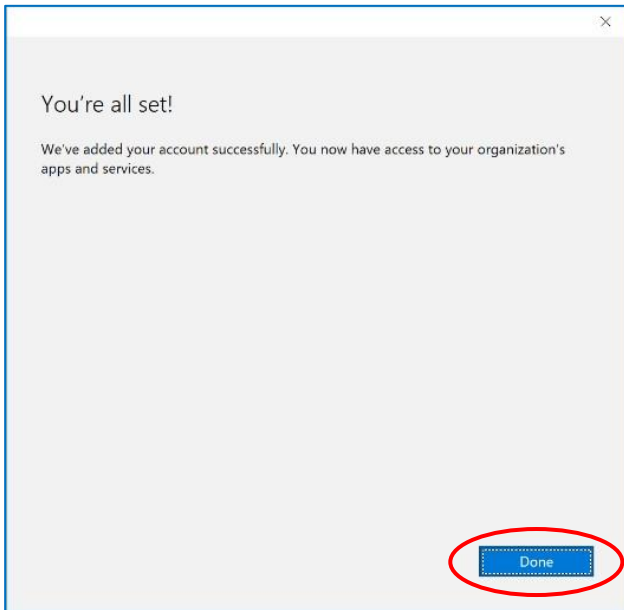 You're all set!
We've added your account successfully. You now have access to your organization's
apps and services.
Done